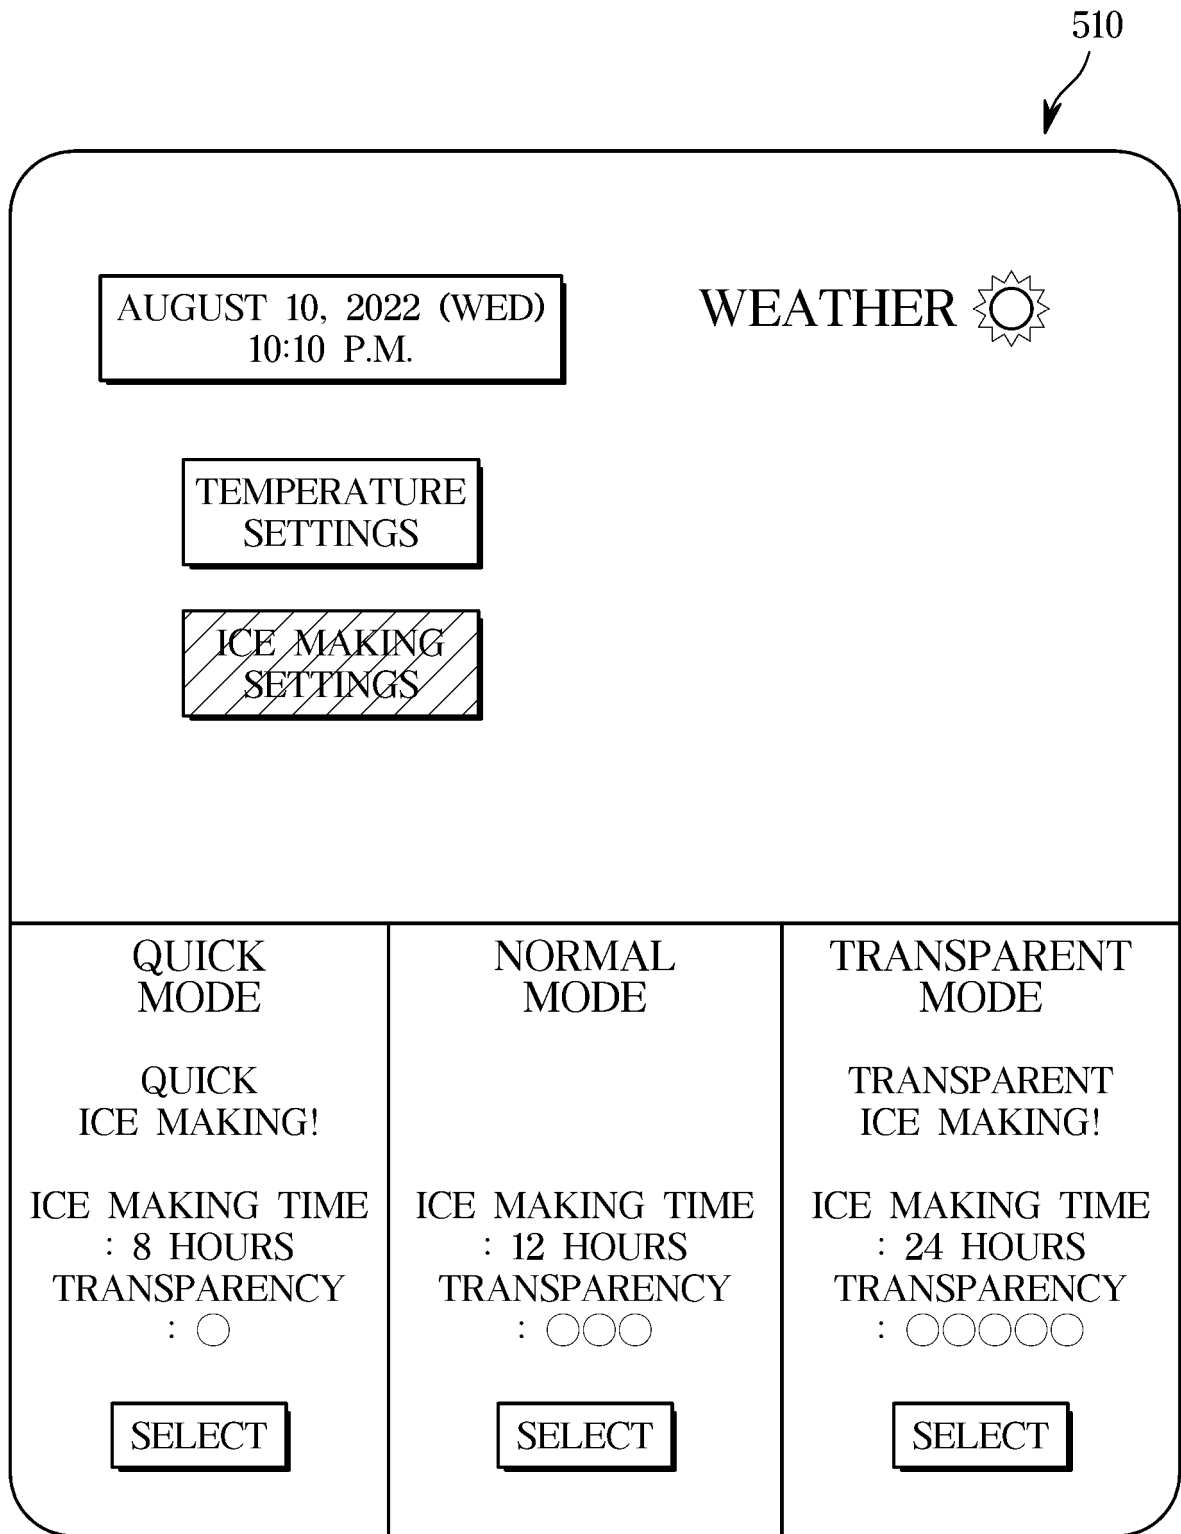 510
AUGUST 10, 2022 (WED)
10:10 P.M.
WEATHER
TEMPERATURE
SETTINGS
ICE MAKING
SETTINGS
QUICK
MODE
QUICK
ICE MAKING!
ICE MAKING TIME
: 8 HOURS
TRANSPARENCY
: ○
SELECT
NORMAL
MODE
ICE MAKING TIME
: 12 HOURS
TRANSPARENCY
: ○○○
SELECT
TRANSPARENT
MODE
TRANSPARENT
ICE MAKING!
ICE MAKING TIME
: 24 HOURS
TRANSPARENCY
: ○○○○○
SELECT